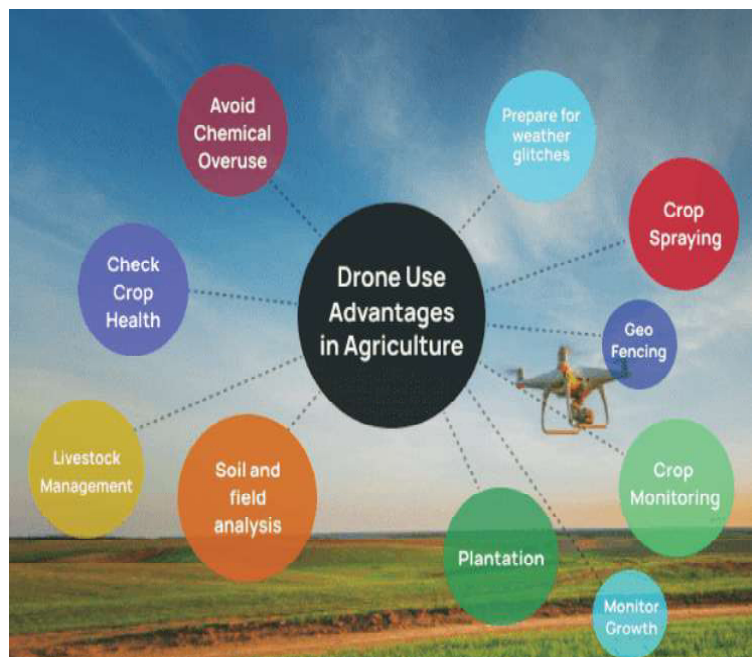 Avoid
Chemical
Overuse
Prepare for
weather
glitches
Crop
Spraying
Check
Crop
Health
Drone Use
Advantages
in Agriculture
Geo
Fencing
Livestock
Management
Soil and
field
analysis
Crop
Monitoring
Plantation
Monitor
Growth